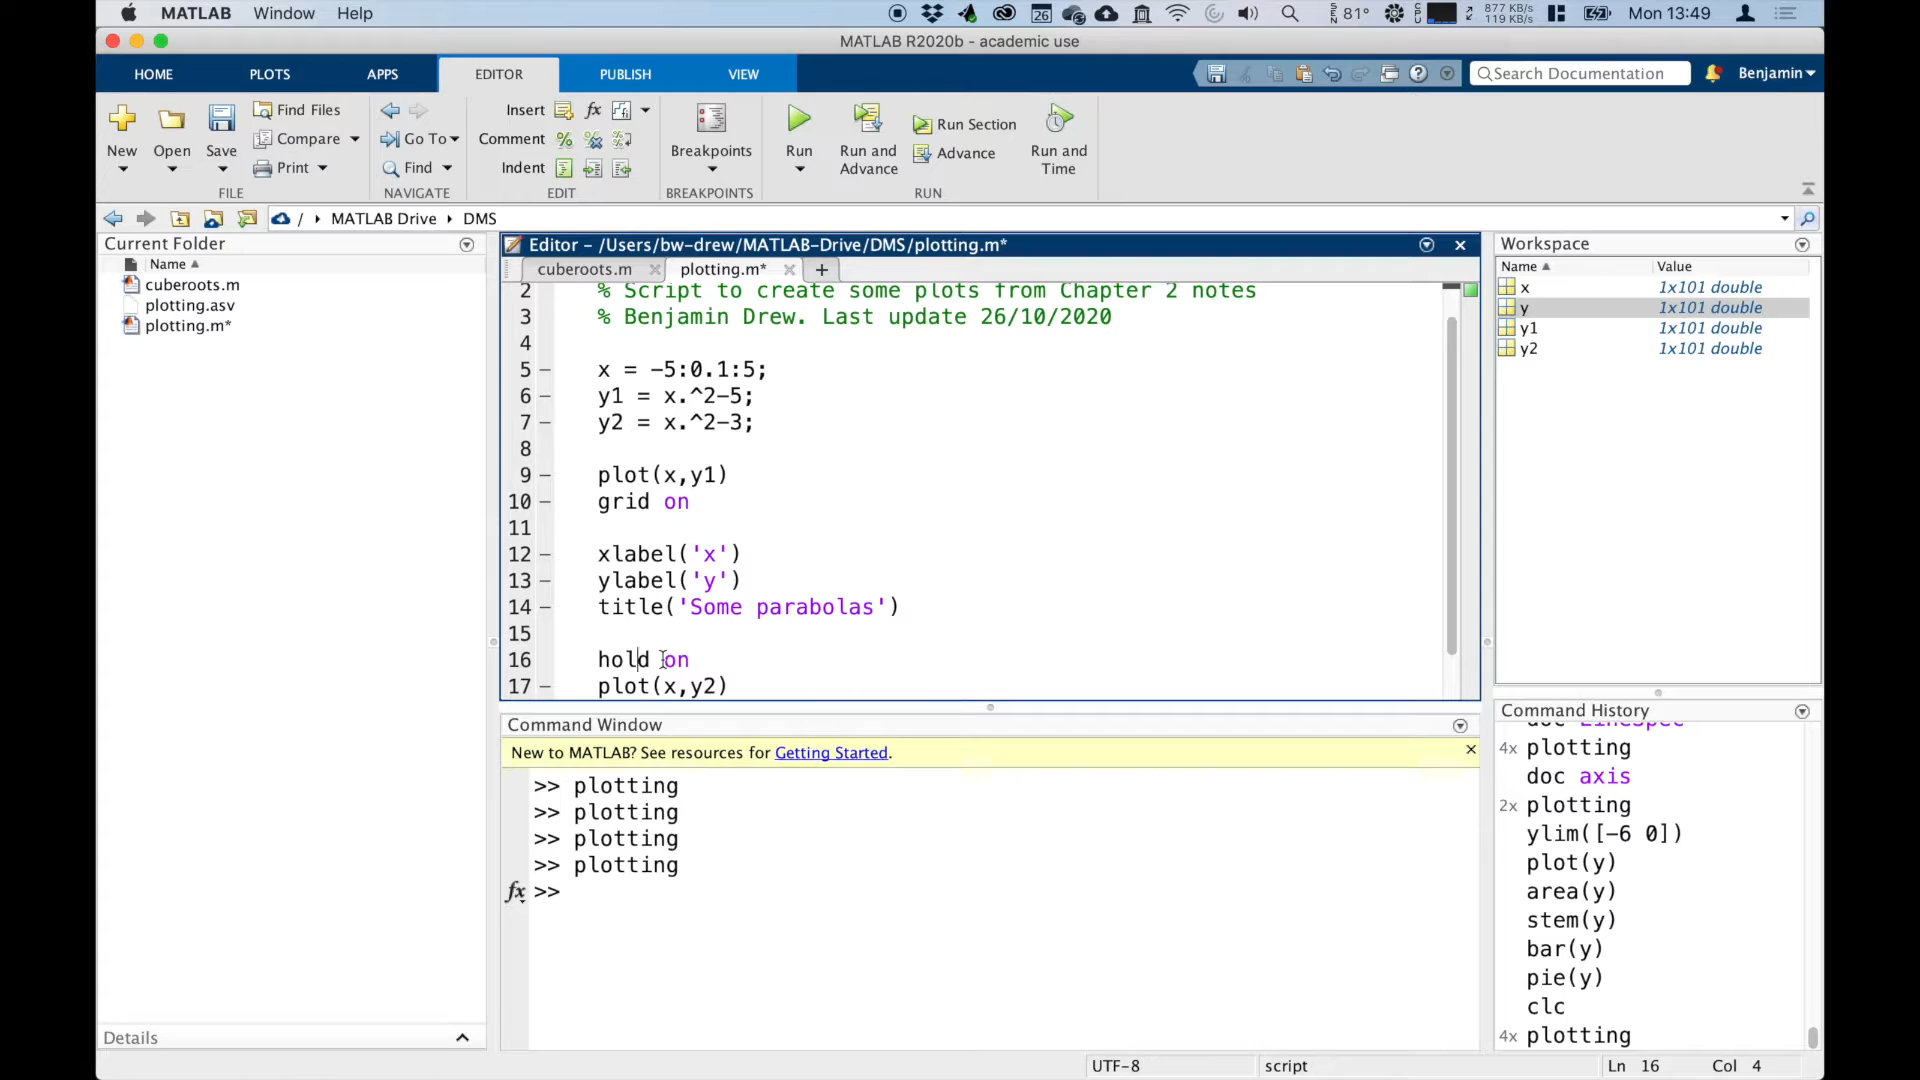 MATLAB Window Help
26 81° 877 KB/s 119 KB/s Mon 13:49
MATLAB R2020b - academic use
HOME PLOTS APPS EDITOR PUBLISH VIEW
Search Documentation Benjamin
New Open Save
Find Files
Compare
Print
FILE
Go To
Find
NAVIGATE
Insert fx
Comment
Indent
EDIT
Breakpoints
BREAKPOINTS
Run
Run and Advance
Run Section
Advance
Run and Time
RUN
/ MATLAB Drive DMS
Current Folder
Name
cuberoots.m
plotting.asv
plotting.m*
Details
Editor - /Users/bw-drew/MATLAB-Drive/DMS/plotting.m*
cuberoots.m plotting.m*
2 % Script to create some plots from Chapter 2 notes
3 % Benjamin Drew. Last update 26/10/2020
4
5 - x = -5:0.1:5;
6 - y1 = x.^2-5;
7 - y2 = x.^2-3;
8
9 - plot(x,y1)
10 - grid on
11
12 - xlabel('x')
13 - ylabel('y')
14 - title('Some parabolas')
15
16 - hold on
17 - plot(x,y2)
Command Window
New to MATLAB? See resources for Getting Started.
>> plotting
>> plotting
>> plotting
>> plotting
fx >>
Workspace
Name Value
x 1x101 double
y 1x101 double
y1 1x101 double
y2 1x101 double
Command History
doc LineSpec
4x plotting
doc axis
2x plotting
ylim([-6 0])
plot(y)
area(y)
stem(y)
bar(y)
pie(y)
clc
4x plotting
UTF-8 script Ln 16 Col 4